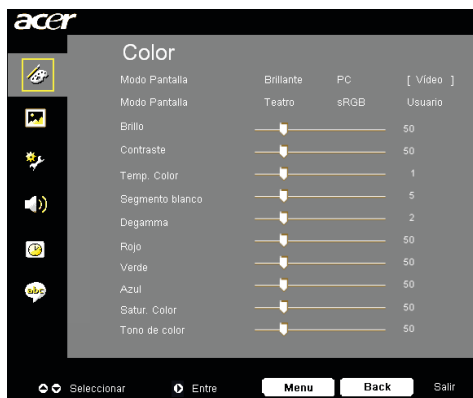 acer
Color
Modo Pantalla Brillante PC [ Vídeo ]
Modo Pantalla Teatro sRGB Usuario
Brillo 50
Contraste 50
Temp. Color 1
Segmento blanco 5
Degamma 2
Rojo 50
Verde 50
Azul 50
Satur. Color 50
Tono de color 50
abc
Seleccionar Entre Menu Back Salir